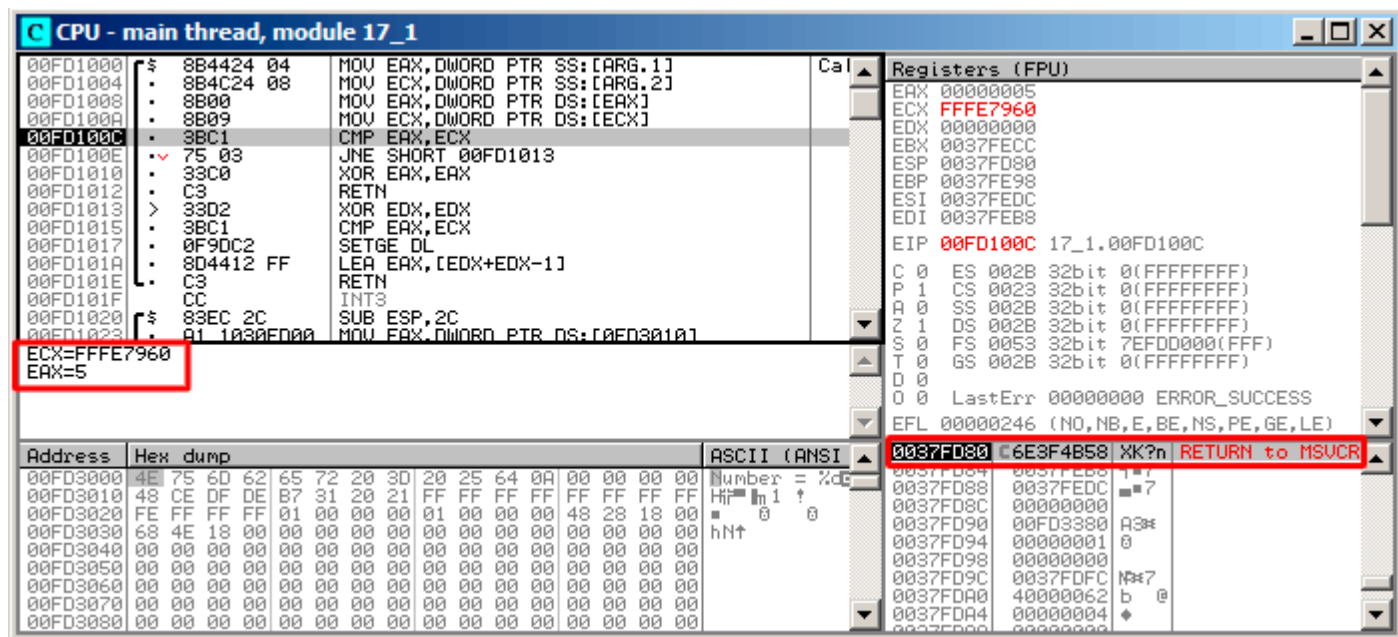 C CPU - main thread, module 17_1
00FD1000 $ 8B4424 04 MOV EAX,DWORD PTR SS:[ARG.1]
00FD1004 . 8B4C24 08 MOV ECX,DWORD PTR SS:[ARG.2]
00FD1008 . 8B00 MOV EAX,DWORD PTR DS:[EAX]
00FD100A . 8B09 MOV ECX,DWORD PTR DS:[ECX]
00FD100C . 3BC1 CMP EAX,ECX
00FD100E . 75 03 JNE SHORT 00FD1013
00FD1010 . 33C0 XOR EAX,EAX
00FD1012 . C3 RETN
00FD1013 > 33D2 XOR EDX,EDX
00FD1015 . 3BC1 CMP EAX,ECX
00FD1017 . 0F9DC2 SETGE DL
00FD101A . 8D4412 FF LEA EAX,[EDX+EDX-1]
00FD101E . C3 RETN
00FD101F CC INT3
00FD1020 $ 83EC 2C SUB ESP,2C
00FD1023 . A1 1030FD00 MOV EAX,DWORD PTR DS:[0FD3010]
ECX=FFFE7960
EAX=5
Registers (FPU)
EAX 00000005
ECX FFFE7960
EDX 00000000
EBX 0037FECC
ESP 0037FD80
EBP 0037FE98
ESI 0037FEDC
EDI 0037FEB8
EIP 00FD100C 17_1.00FD100C
C 0 ES 002B 32bit 0(FFFFFFFF)
P 1 CS 0023 32bit 0(FFFFFFFF)
A 0 SS 002B 32bit 0(FFFFFFFF)
Z 1 DS 002B 32bit 0(FFFFFFFF)
S 0 FS 0053 32bit 7EFDD000(FFF)
T 0 GS 002B 32bit 0(FFFFFFFF)
D 0
O 0 LastErr 00000000 ERROR_SUCCESS
EFL 00000246 (NO,NB,E,BE,NS,PE,GE,LE)
Address Hex dump ASCII (ANSI
00FD3000 4E 75 6D 62 65 72 20 3D 20 25 64 0A 00 00 00 00 Number = %d
00FD3010 48 CE DF DE B7 31 20 21 FF FF FF FF FF FF FF FF
00FD3020 FE FF FF FF 01 00 00 00 01 00 00 00 48 28 18 00
00FD3030 68 4E 18 00 00 00 00 00 00 00 00 00 00 00 00 00 hN↑
00FD3040 00 00 00 00 00 00 00 00 00 00 00 00 00 00 00 00
00FD3050 00 00 00 00 00 00 00 00 00 00 00 00 00 00 00 00
00FD3060 00 00 00 00 00 00 00 00 00 00 00 00 00 00 00 00
00FD3070 00 00 00 00 00 00 00 00 00 00 00 00 00 00 00 00
00FD3080 00 00 00 00 00 00 00 00 00 00 00 00 00 00 00 00
0037FD80 6E3F4B58 XK?n RETURN to MSVCR
0037FD84 0037FEB8
0037FD88 0037FEDC
0037FD8C 00000000
0037FD90 00FD3380
0037FD94 00000001
0037FD98 00000000
0037FD9C 0037FDFC
0037FDA0 40000062 b @
0037FDA4 00000004 ♦